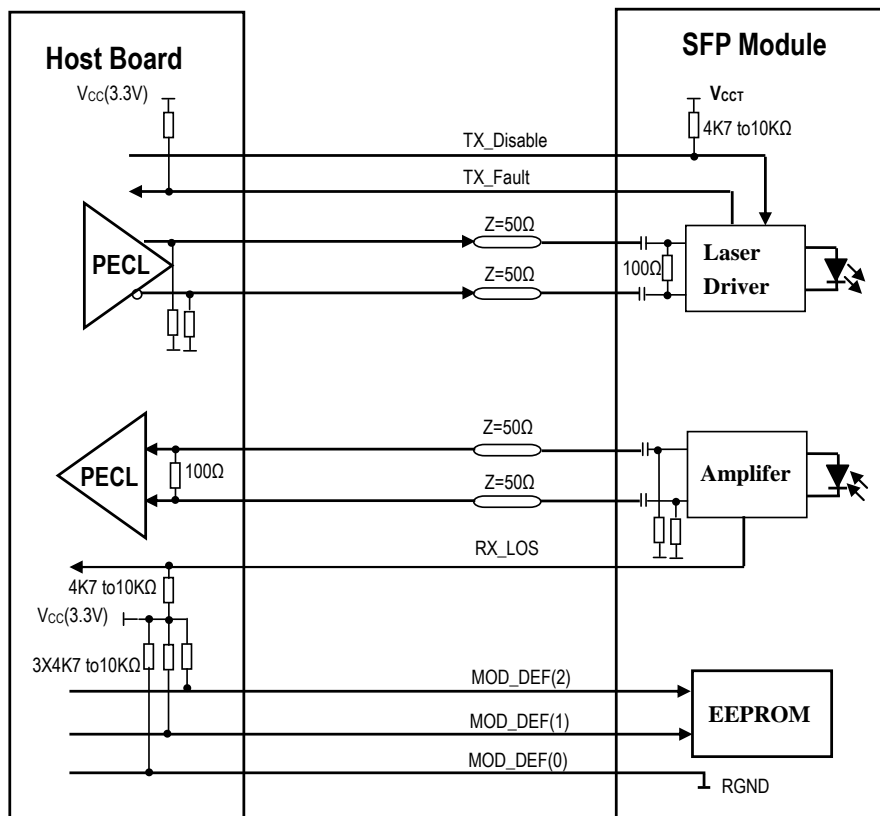 Host Board
SFP Module
VCC(3.3V)
VCCT
4K7 to10KΩ
TX_Disable
TX_Fault
PECL
Z=50Ω
Z=50Ω
100Ω
Laser
Driver
PECL
100Ω
Z=50Ω
Z=50Ω
Amplifer
RX_LOS
4K7 to10KΩ
VCC(3.3V)
3X4K7 to10KΩ
MOD_DEF(2)
MOD_DEF(1)
MOD_DEF(0)
EEPROM
RGND